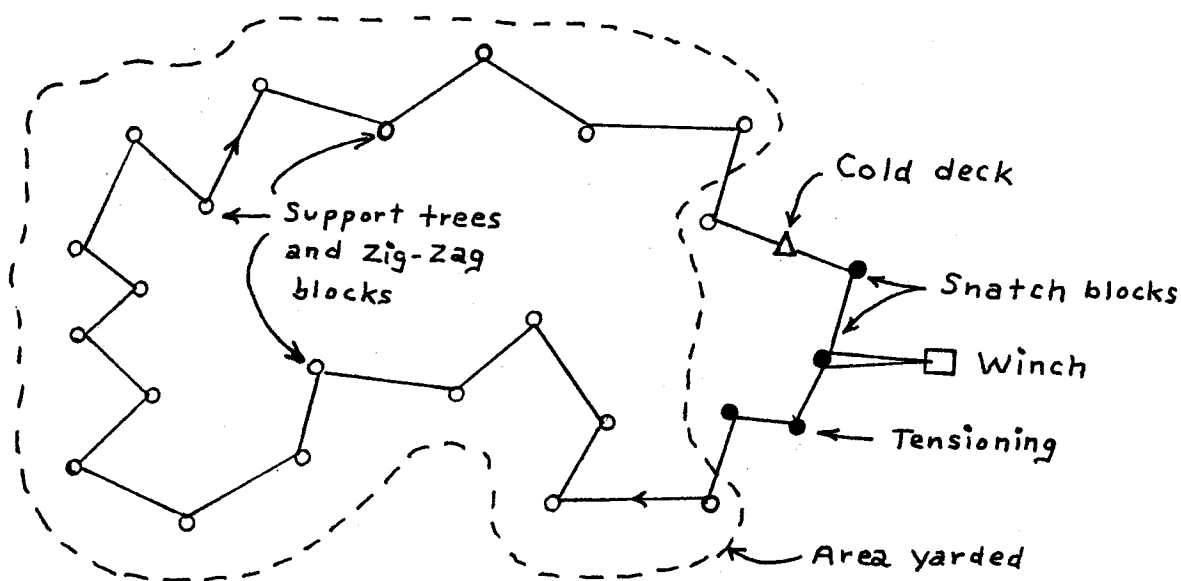 Cold deck
Support trees
and Zig-Zag
blocks
Snatch blocks
Winch
Tensioning
Area yarded